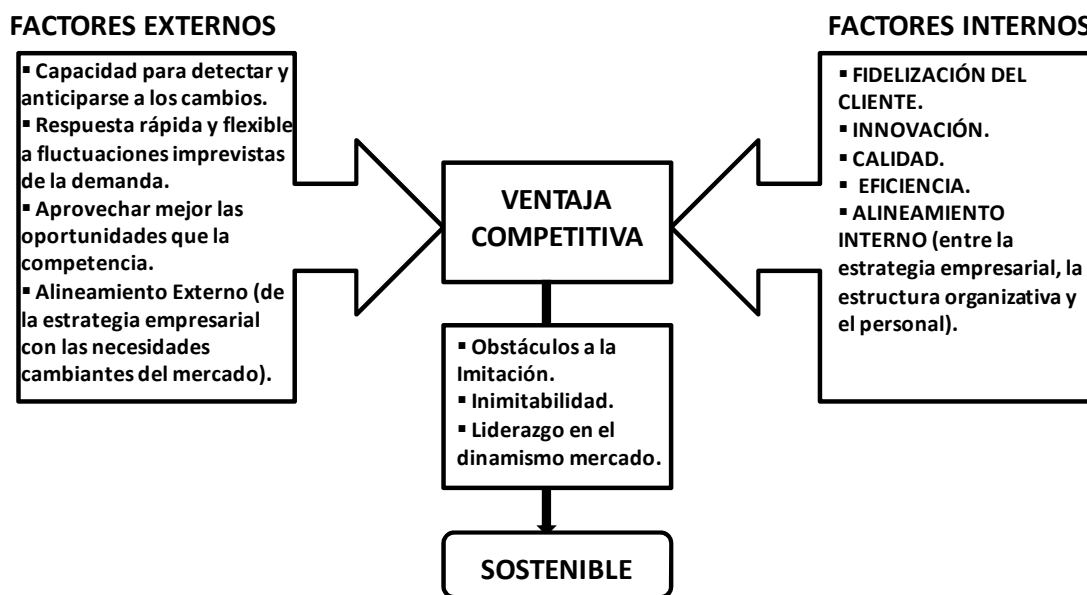 FACTORES EXTERNOS
▪ Capacidad para detectar y
anticiparse a los cambios.
▪ Respuesta rápida y flexible
a fluctuaciones imprevistas
de la demanda.
▪ Aprovechar mejor las
oportunidades que la
competencia.
▪ Alineamiento Externo (de
la estrategia empresarial
con las necesidades
cambiantes del mercado).
VENTAJA
COMPETITIVA
▪ Obstáculos a la
Imitación.
▪ Inimitabilidad.
▪ Liderazgo en el
dinamismo mercado.
SOSTENIBLE
FACTORES INTERNOS
▪ FIDELIZACIÓN DEL
CLIENTE.
▪ INNOVACIÓN.
▪ CALIDAD.
▪ EFICIENCIA.
▪ ALINEAMIENTO
INTERNO (entre la
estrategia empresarial, la
estructura organizativa y
el personal).